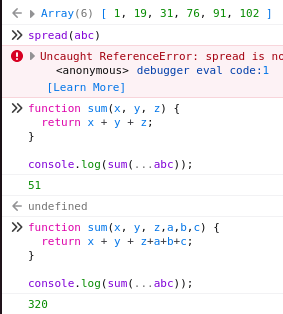 Array(6) [ 1, 19, 31, 76, 91, 102 ]
spread(abc)
Uncaught ReferenceError: spread is
<anonymous> debugger eval code:1
[Learn More]
function sum(x, y, z) {
return x + y + z;
}
console.log(sum(...abc));
51
undefined
function sum(x, y, z,a,b,c) {
return x + y + z+a+b+c;
}
console.log(sum(...abc));
320